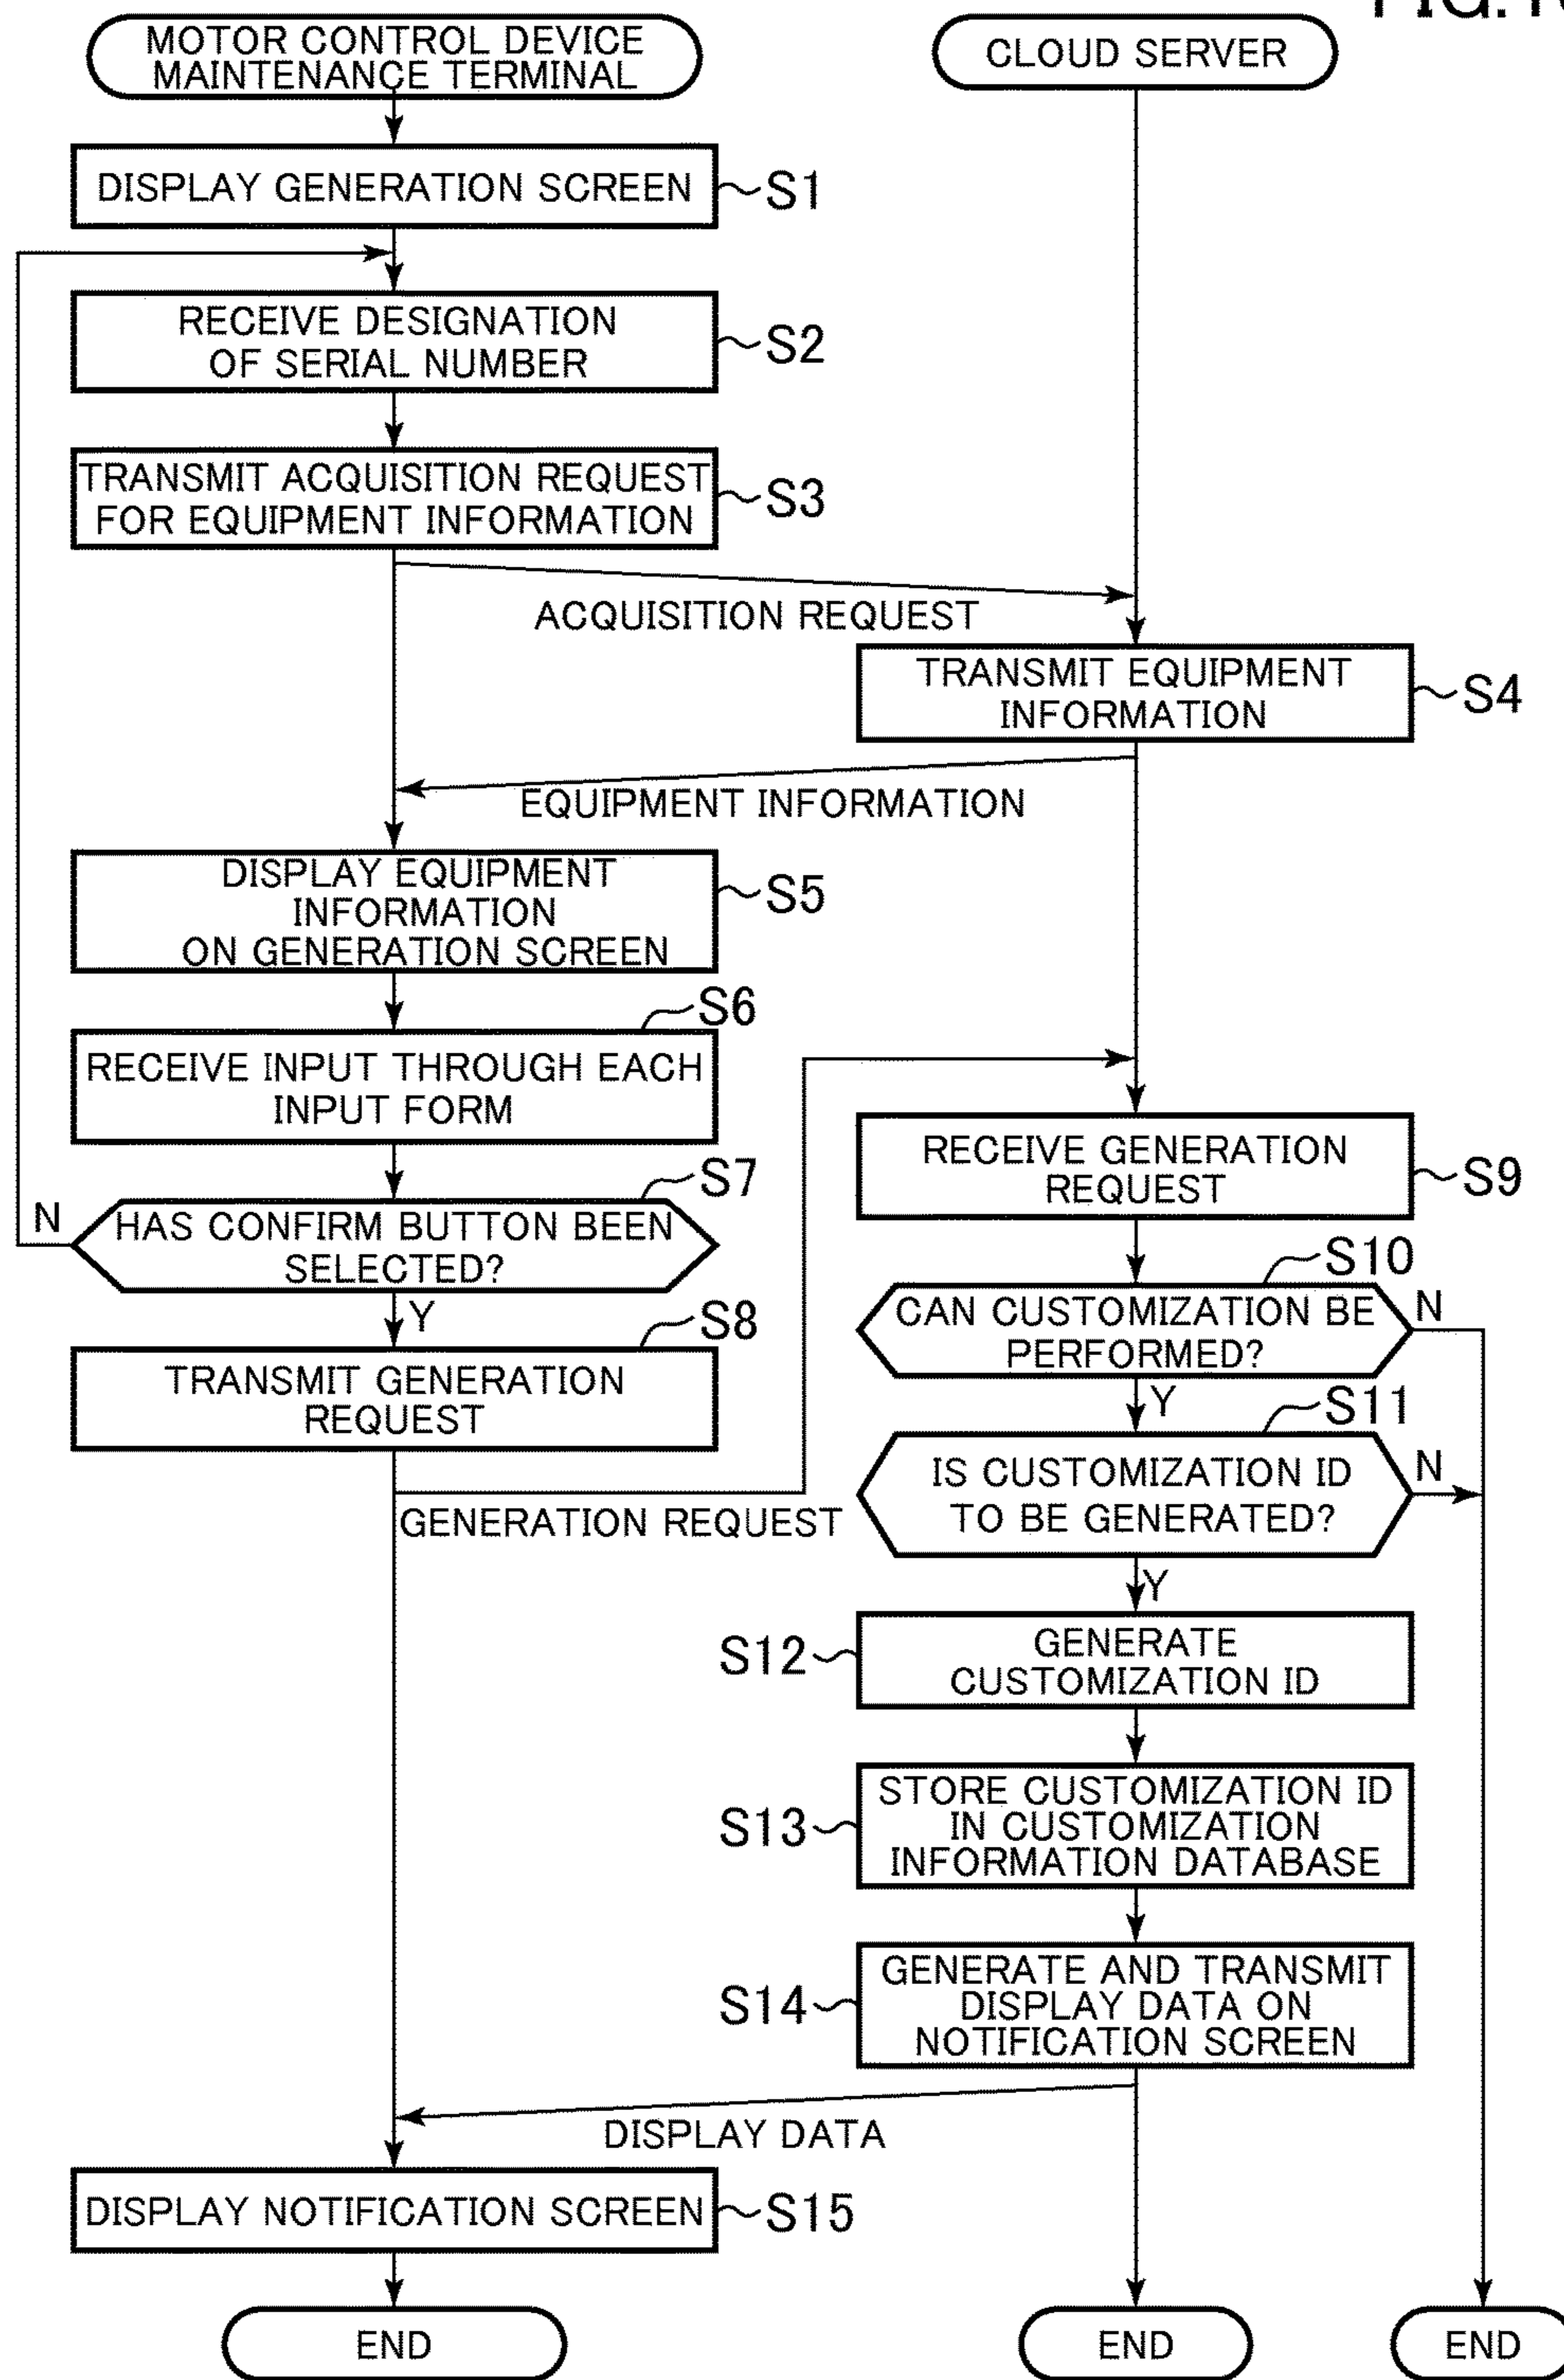 MOTOR CONTROL DEVICE
MAINTENANCE TERMINAL
CLOUD SERVER
DISPLAY GENERATION SCREEN
S1
RECEIVE DESIGNATION
OF SERIAL NUMBER
S2
TRANSMIT ACQUISITION REQUEST
FOR EQUIPMENT INFORMATION
S3
ACQUISITION REQUEST
TRANSMIT EQUIPMENT
INFORMATION
S4
EQUIPMENT INFORMATION
DISPLAY EQUIPMENT
INFORMATION
ON GENERATION SCREEN
S5
S6
RECEIVE INPUT THROUGH EACH
INPUT FORM
S7
N
HAS CONFIRM BUTTON BEEN
SELECTED?
Y
S8
TRANSMIT GENERATION
REQUEST
GENERATION REQUEST
RECEIVE GENERATION
REQUEST
S9
S10
CAN CUSTOMIZATION BE
PERFORMED?
N
Y
S11
IS CUSTOMIZATION ID
TO BE GENERATED?
N
Y
S12
GENERATE
CUSTOMIZATION ID
S13
STORE CUSTOMIZATION ID
IN CUSTOMIZATION
INFORMATION DATABASE
S14
GENERATE AND TRANSMIT
DISPLAY DATA ON
NOTIFICATION SCREEN
DISPLAY DATA
DISPLAY NOTIFICATION SCREEN
S15
END
END
END